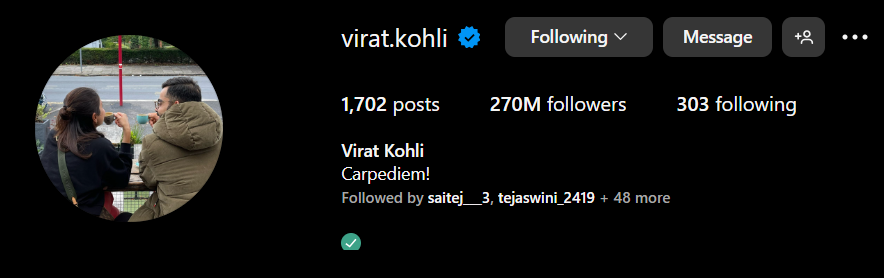 virat.kohli Following Message
1,702 posts 270M followers 303 following
Virat Kohli
Carpediem!
Followed by saitej___3, tejaswini_2419 + 48 more